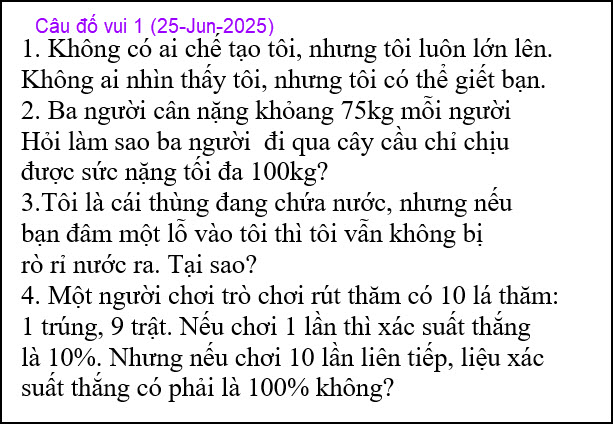 Câu đố vui 1 (25-Jun-2025)
1. Không có ai chế tạo tôi, nhưng tôi luôn lớn lên.
Không ai nhìn thấy tôi, nhưng tôi có thể giết bạn.
2. Ba người cân nặng khỏang 75kg mỗi người
Hỏi làm sao ba người đi qua cây cầu chỉ chịu
được sức nặng tối đa 100kg?
3.Tôi là cái thùng đang chứa nước, nhưng nếu
bạn đâm một lỗ vào tôi thì tôi vẫn không bị
rò rỉ nước ra. Tại sao?
4. Một người chơi trò chơi rút thăm có 10 lá thăm:
1 trúng, 9 trật. Nếu chơi 1 lần thì xác suất thắng
là 10%. Nhưng nếu chơi 10 lần liên tiếp, liệu xác
suất thắng có phải là 100% không?